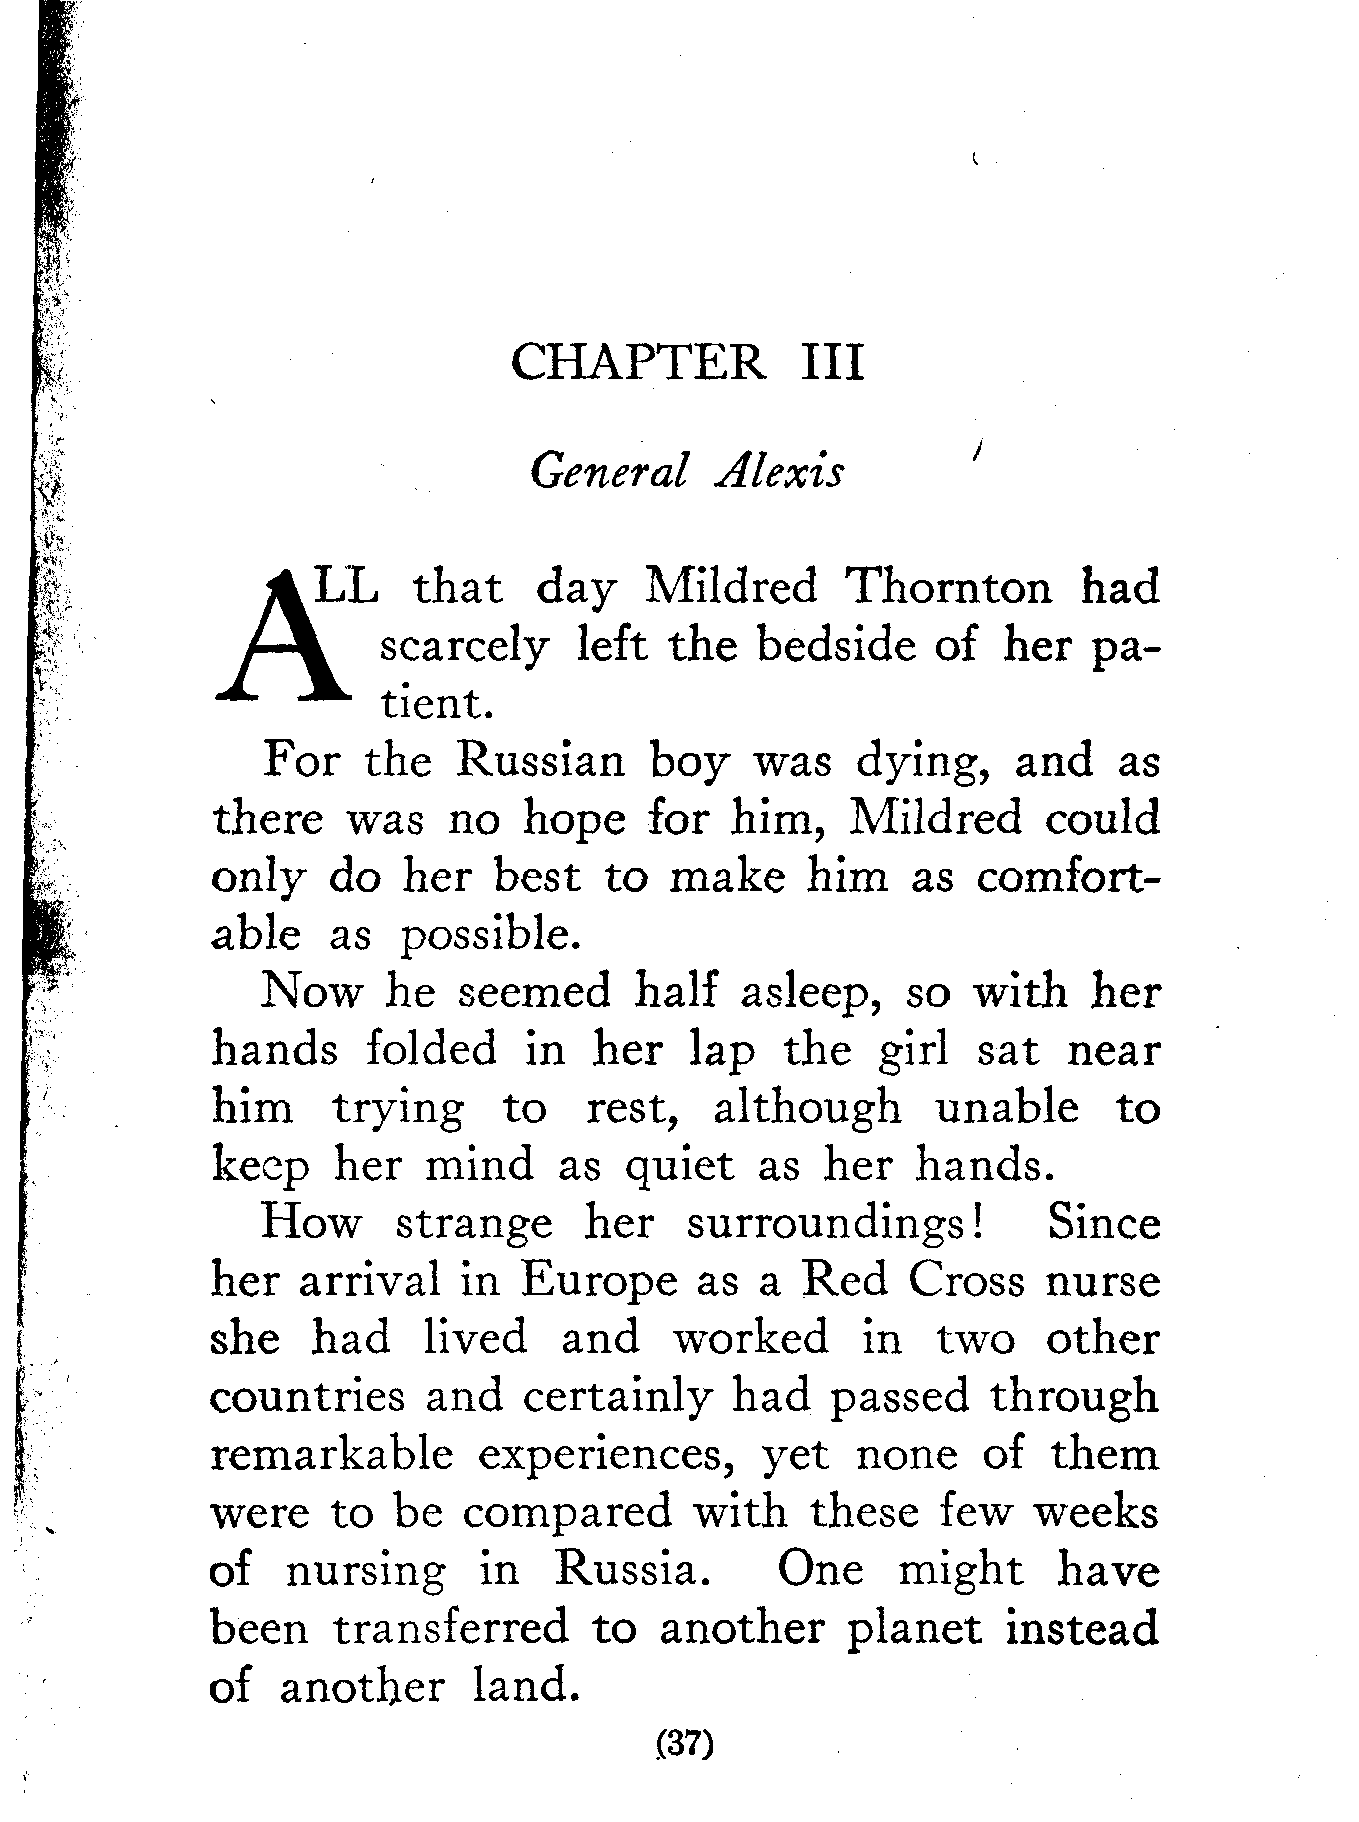 CHAPTER III
General Alexis
ALL that day Mildred Thornton had
scarcely left the bedside of her pa-
tient.
For the Russian boy was dying, and as
there was no hope for him, Mildred could
only do her best to make him as comfort-
able as possible.
Now he seemed half asleep, so with her
hands folded in her lap the girl sat near
him trying to rest, although unable to
keep her mind as quiet as her hands.
How strange her surroundings! Since
her arrival in Europe as a Red Cross nurse
she had lived and worked in two other
countries and certainly had passed through
remarkable experiences, yet none of them
were to be compared with these few weeks
of nursing in Russia. One might have
been transferred to another planet instead
of another land.
(37)